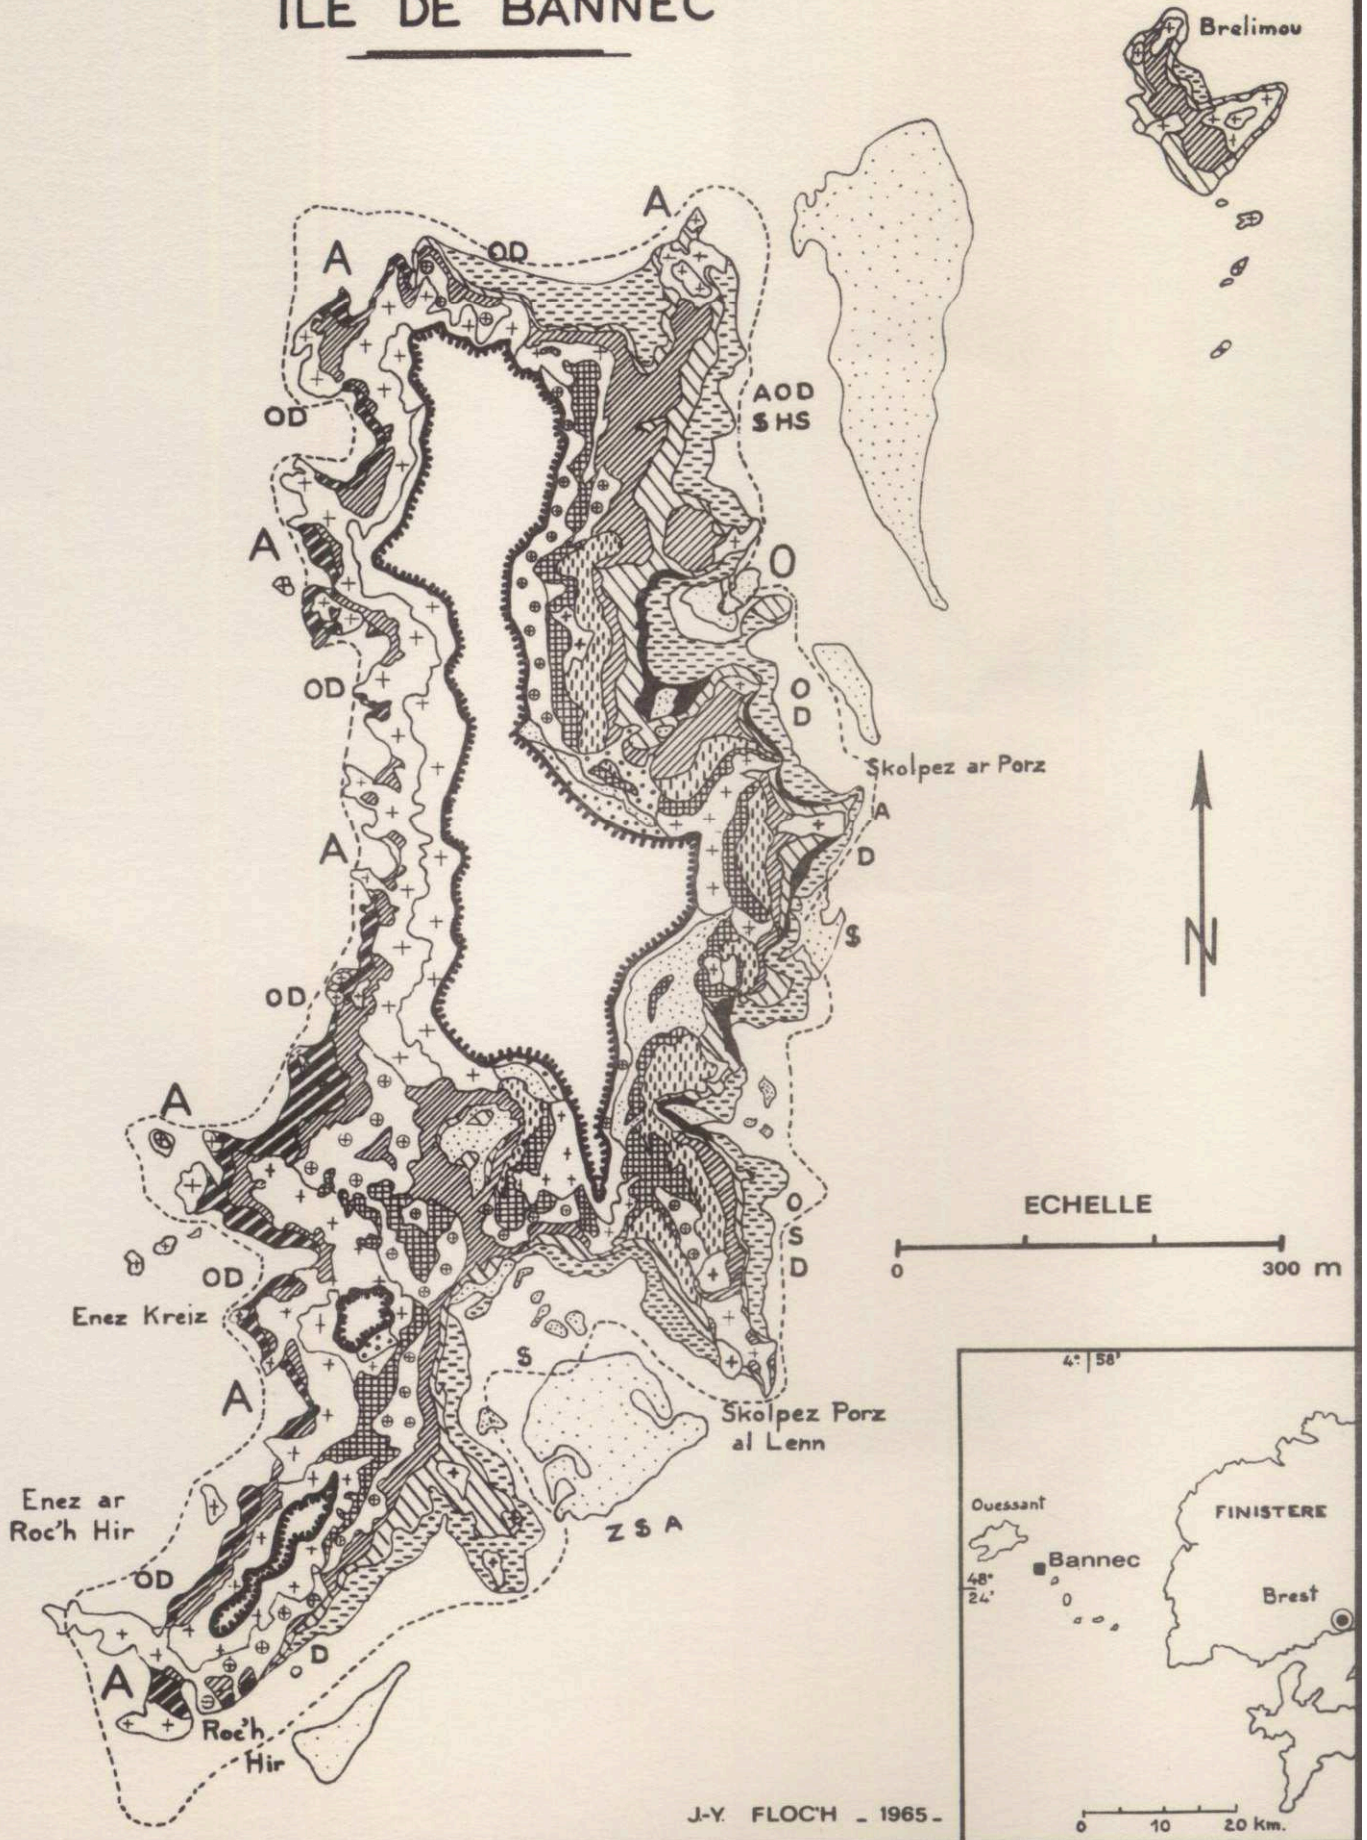 ILE DE BANNEC
Brelimou
A
OD
A
OD
AOD
$HS
A
O
OD
O
D
Skolpez ar Porz
A
A
D
$
OD
A
O
S
D
ECHELLE
0 300 m
N
OD
Enez Kreiz
S
A
Skolpez Porz
al Lenn
Enez ar
Roc'h Hir
ZSA
OD
D
A
Roc'h
Hir
4° 58'
Ouessant
FINISTERE
Bannec
48°
24'
Brest
0 10 20 km.
J-Y. FLOC'H - 1965-